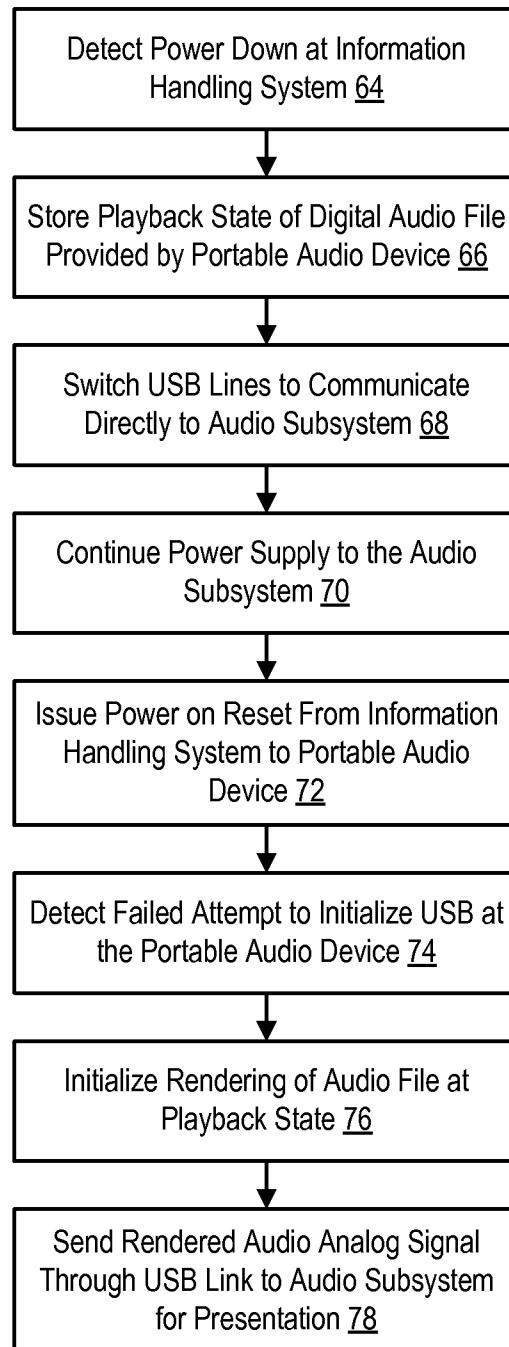 Detect Power Down at Information
Handling System 64
Store Playback State of Digital Audio File
Provided by Portable Audio Device 66
Switch USB Lines to Communicate
Directly to Audio Subsystem 68
Continue Power Supply to the Audio
Subsystem 70
Issue Power on Reset From Information
Handling System to Portable Audio
Device 72
Detect Failed Attempt to Initialize USB at
the Portable Audio Device 74
Initialize Rendering of Audio File at
Playback State 76
Send Rendered Audio Analog Signal
Through USB Link to Audio Subsystem
for Presentation 78